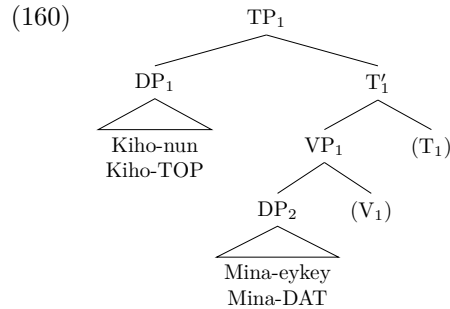 (160) TP₁
DP₁ T′₁
Kiho-nun
Kiho-TOP
VP₁ (T₁)
DP₂ (V₁)
Mina-eykey
Mina-DAT